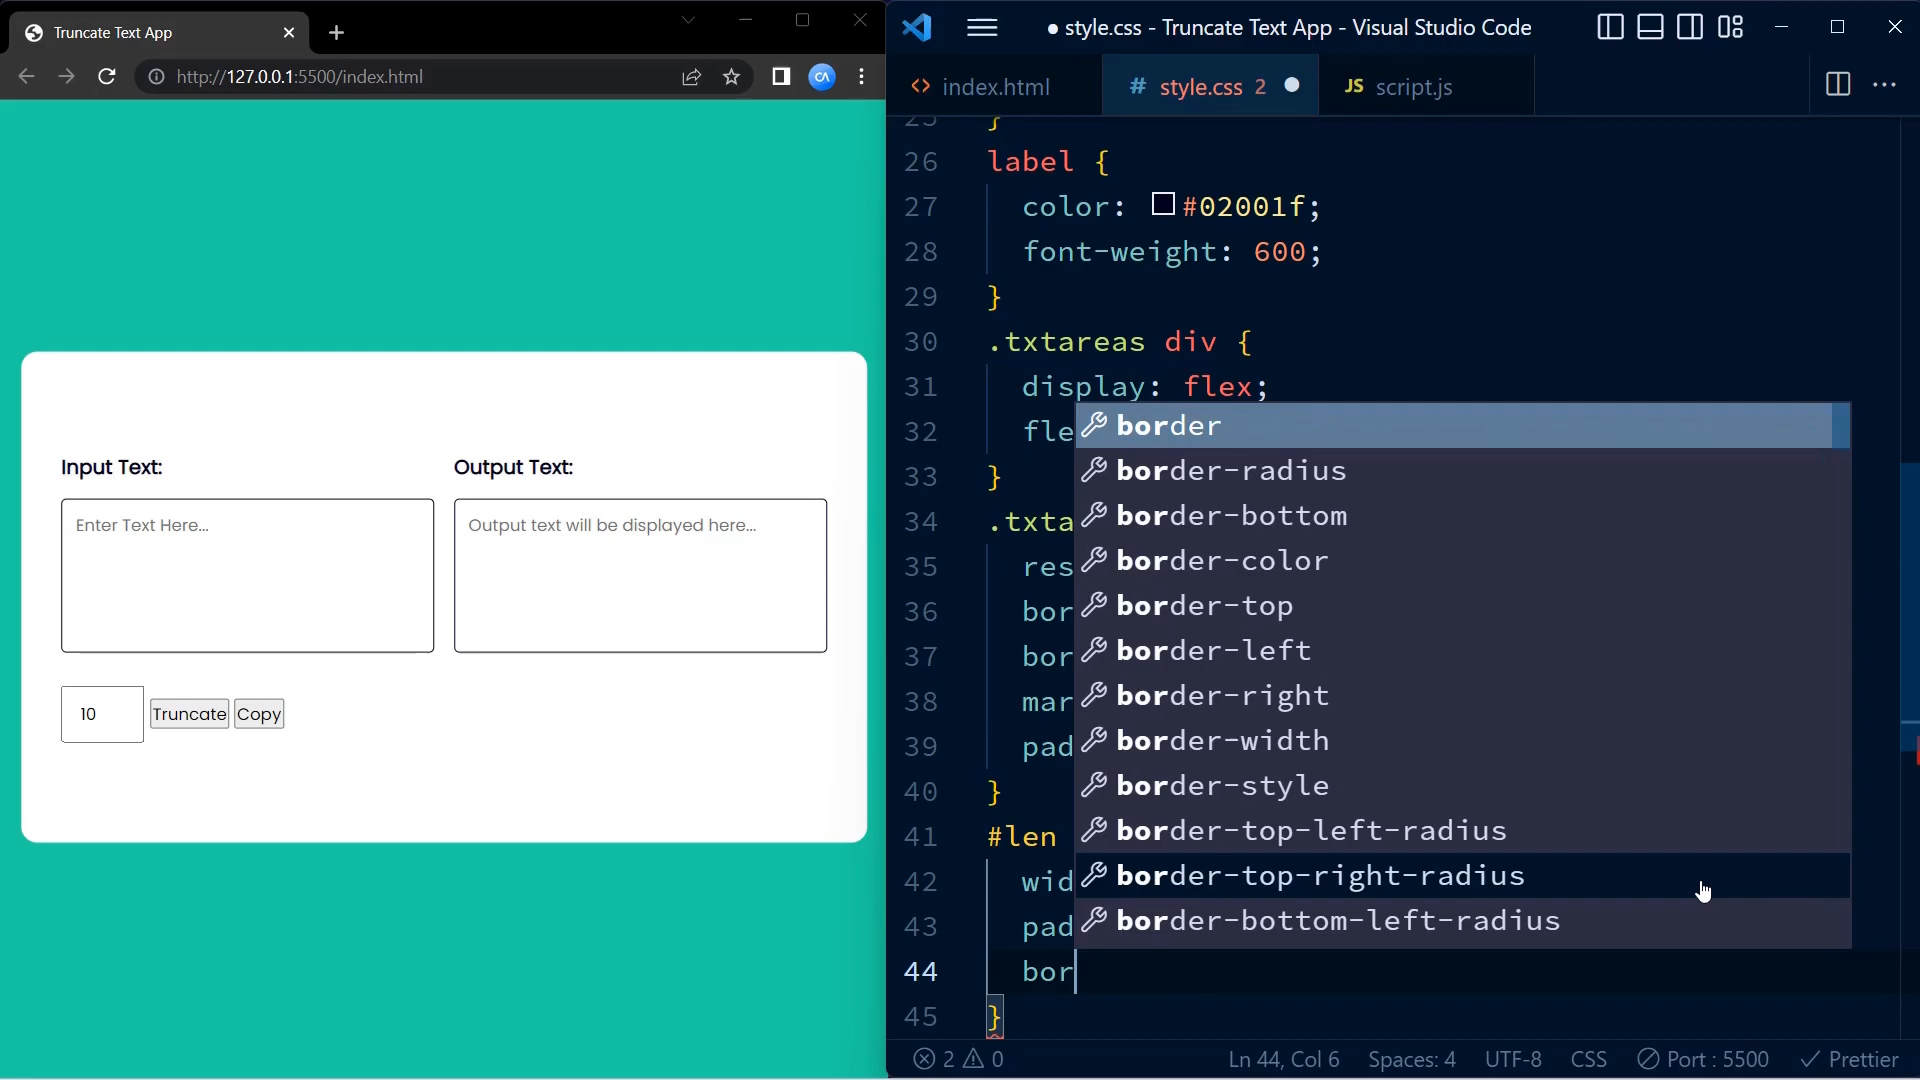 Truncate Text App
http://127.0.0.1:5500/index.html
CA
Input Text:
Output Text:
Enter Text Here...
Output text will be displayed here...
10
Truncate
Copy
● style.css - Truncate Text App - Visual Studio Code
<> index.html
# style.css 2 ●
JS script.js
25 }
26 label {
27 color: #02001f;
28 font-weight: 600;
29 }
30 .txtareas div {
31 display: flex;
32 fle
33 }
34 .txta
35 res
36 bor
37 bor
38 mar
39 pad
40 }
41 #len
42 wid
43 pad
44 bor
45 }
border
border-radius
border-bottom
border-color
border-top
border-left
border-right
border-width
border-style
border-top-left-radius
border-top-right-radius
border-bottom-left-radius
2 0 Ln 44, Col 6 Spaces: 4 UTF-8 CSS Port : 5500 Prettier